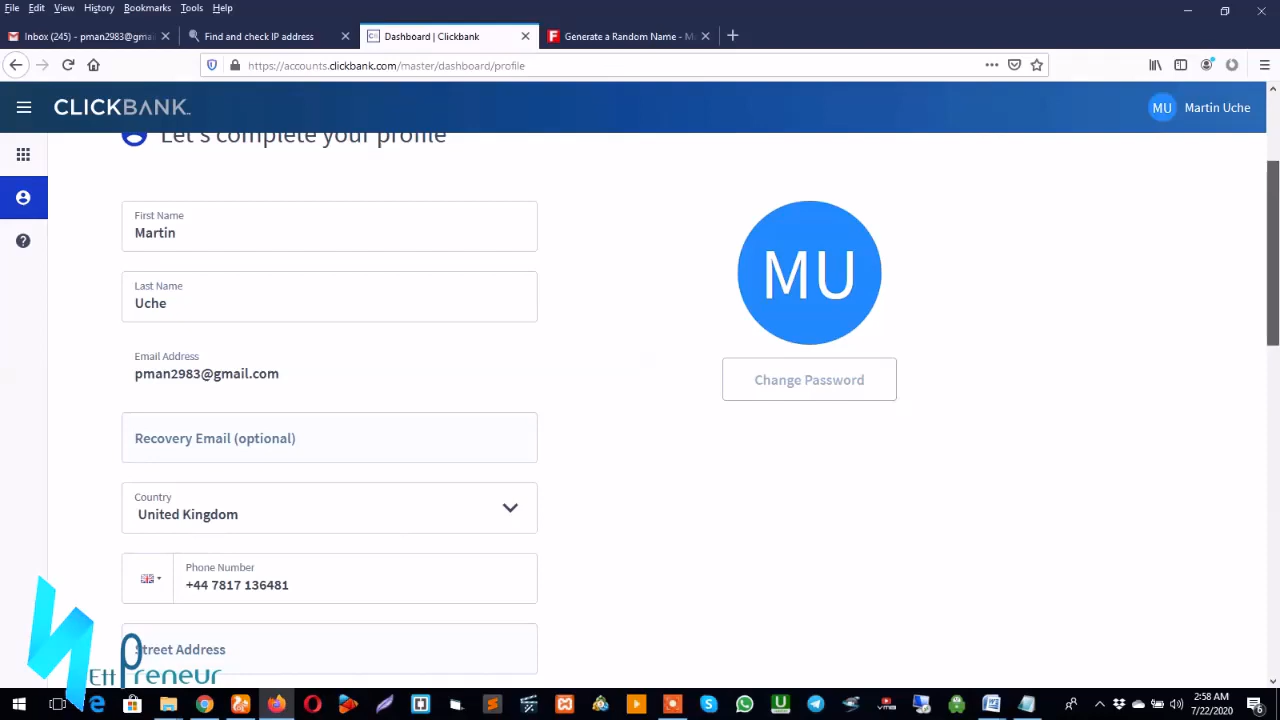 File Edit View History Bookmarks Tools Help
Inbox (245) - pman2983@gmai
Find and check IP address
Dashboard | Clickbank
Generate a Random Name - M
https://accounts.clickbank.com/master/dashboard/profile
CLICKBANK
MU Martin Uche
Let's complete your profile
First Name
Martin
Last Name
Uche
Email Address
pman2983@gmail.com
Recovery Email (optional)
Country
United Kingdom
Phone Number
+44 7817 136481
Street Address
MU
Change Password
Ett Preneur
2:58 AM
7/22/2020